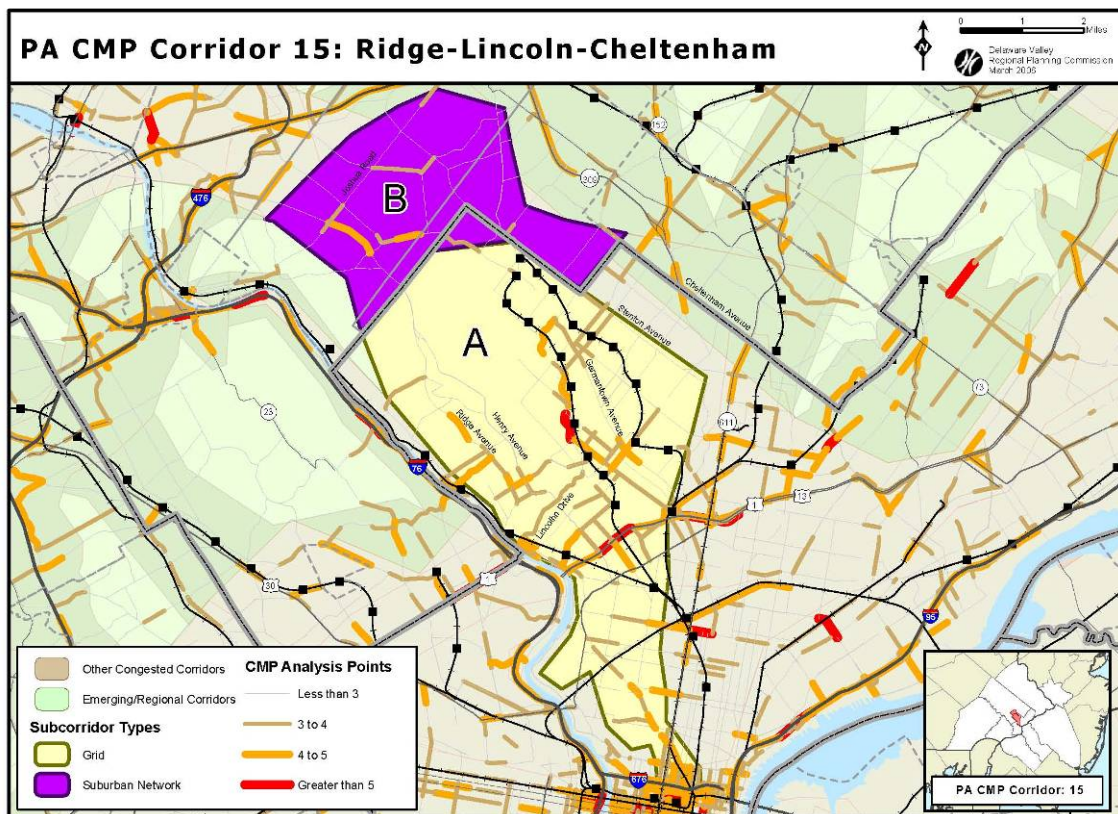 PA CMP Corridor 15: Ridge-Lincoln-Cheltenham
N
0 1 2
Miles
Delaware Valley
Regional Planning Commission
March 2006
152
309
476
Joshua Road
B
Cheltenham Avenue
Stenton Avenue
A
Germantown Avenue
73
23
Henry Avenue
Ridge Avenue
611
76
1
13
Lincoln Drive
1
30
95
676
Other Congested Corridors
Emerging/Regional Corridors
Subcorridor Types
Grid
Suburban Network
CMP Analysis Points
Less than 3
3 to 4
4 to 5
Greater than 5
PA CMP Corridor: 15